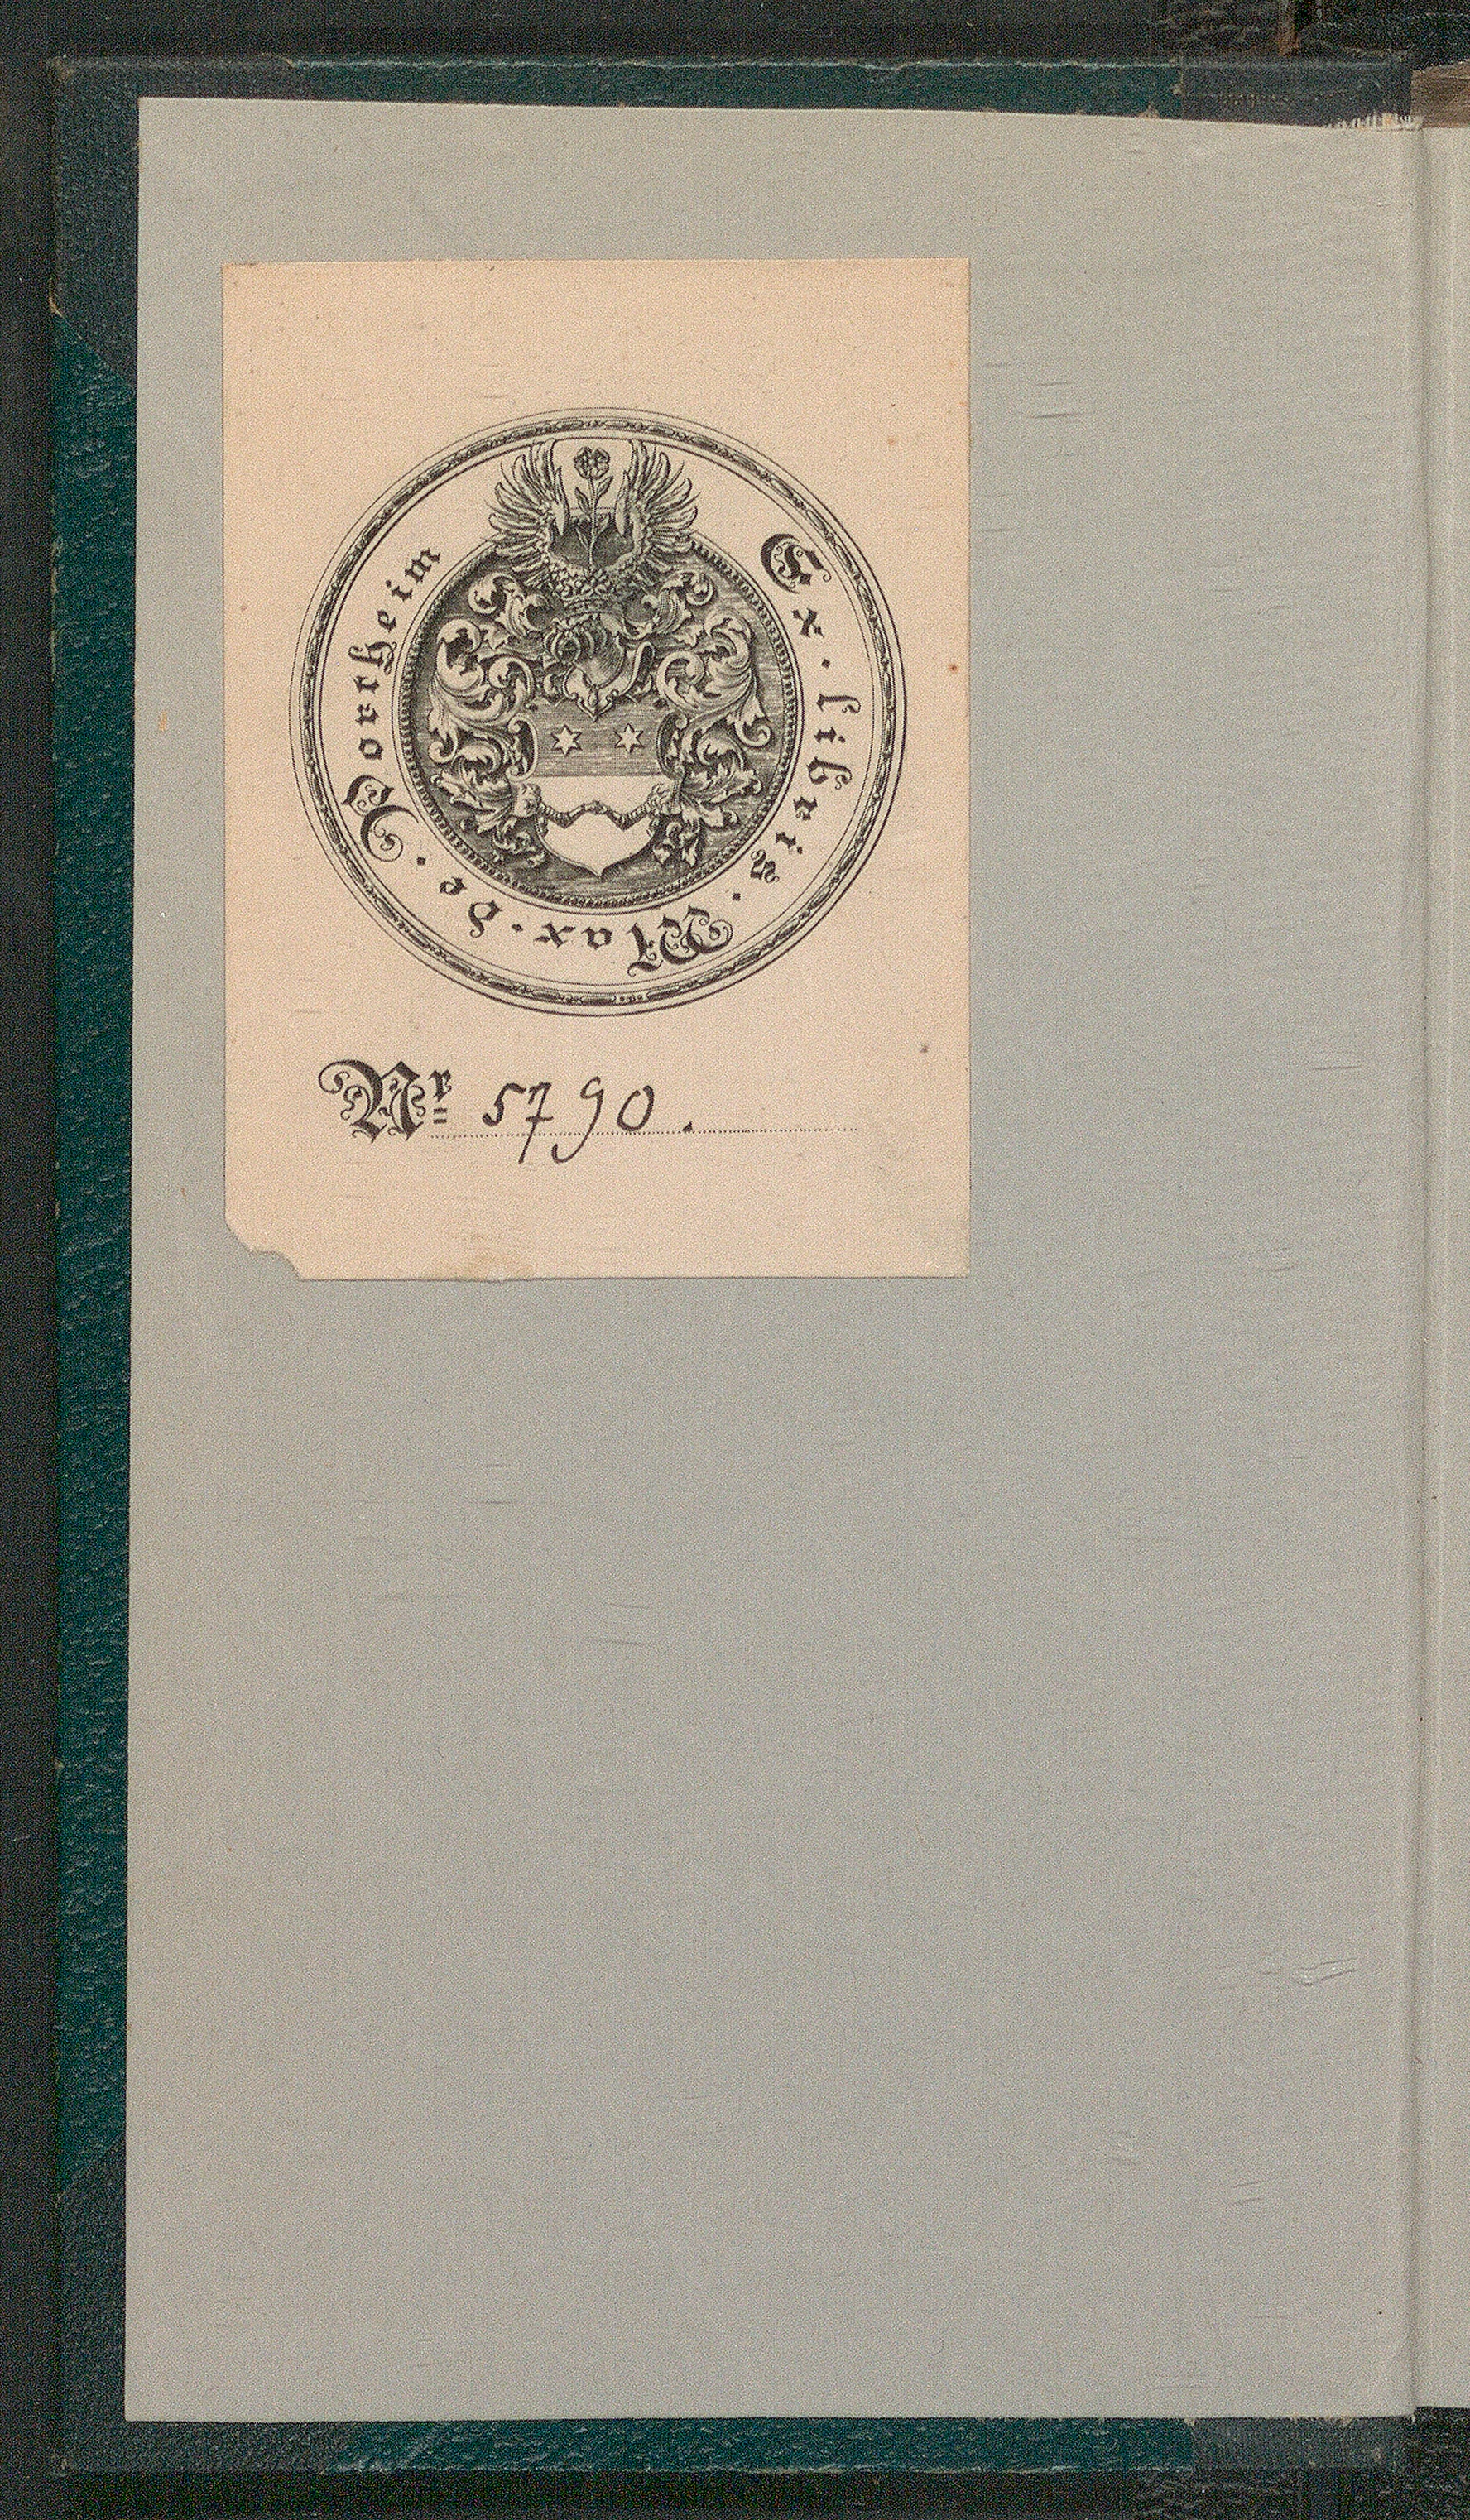 Ex · libris · Max · de · Portheim
Nr 5790.